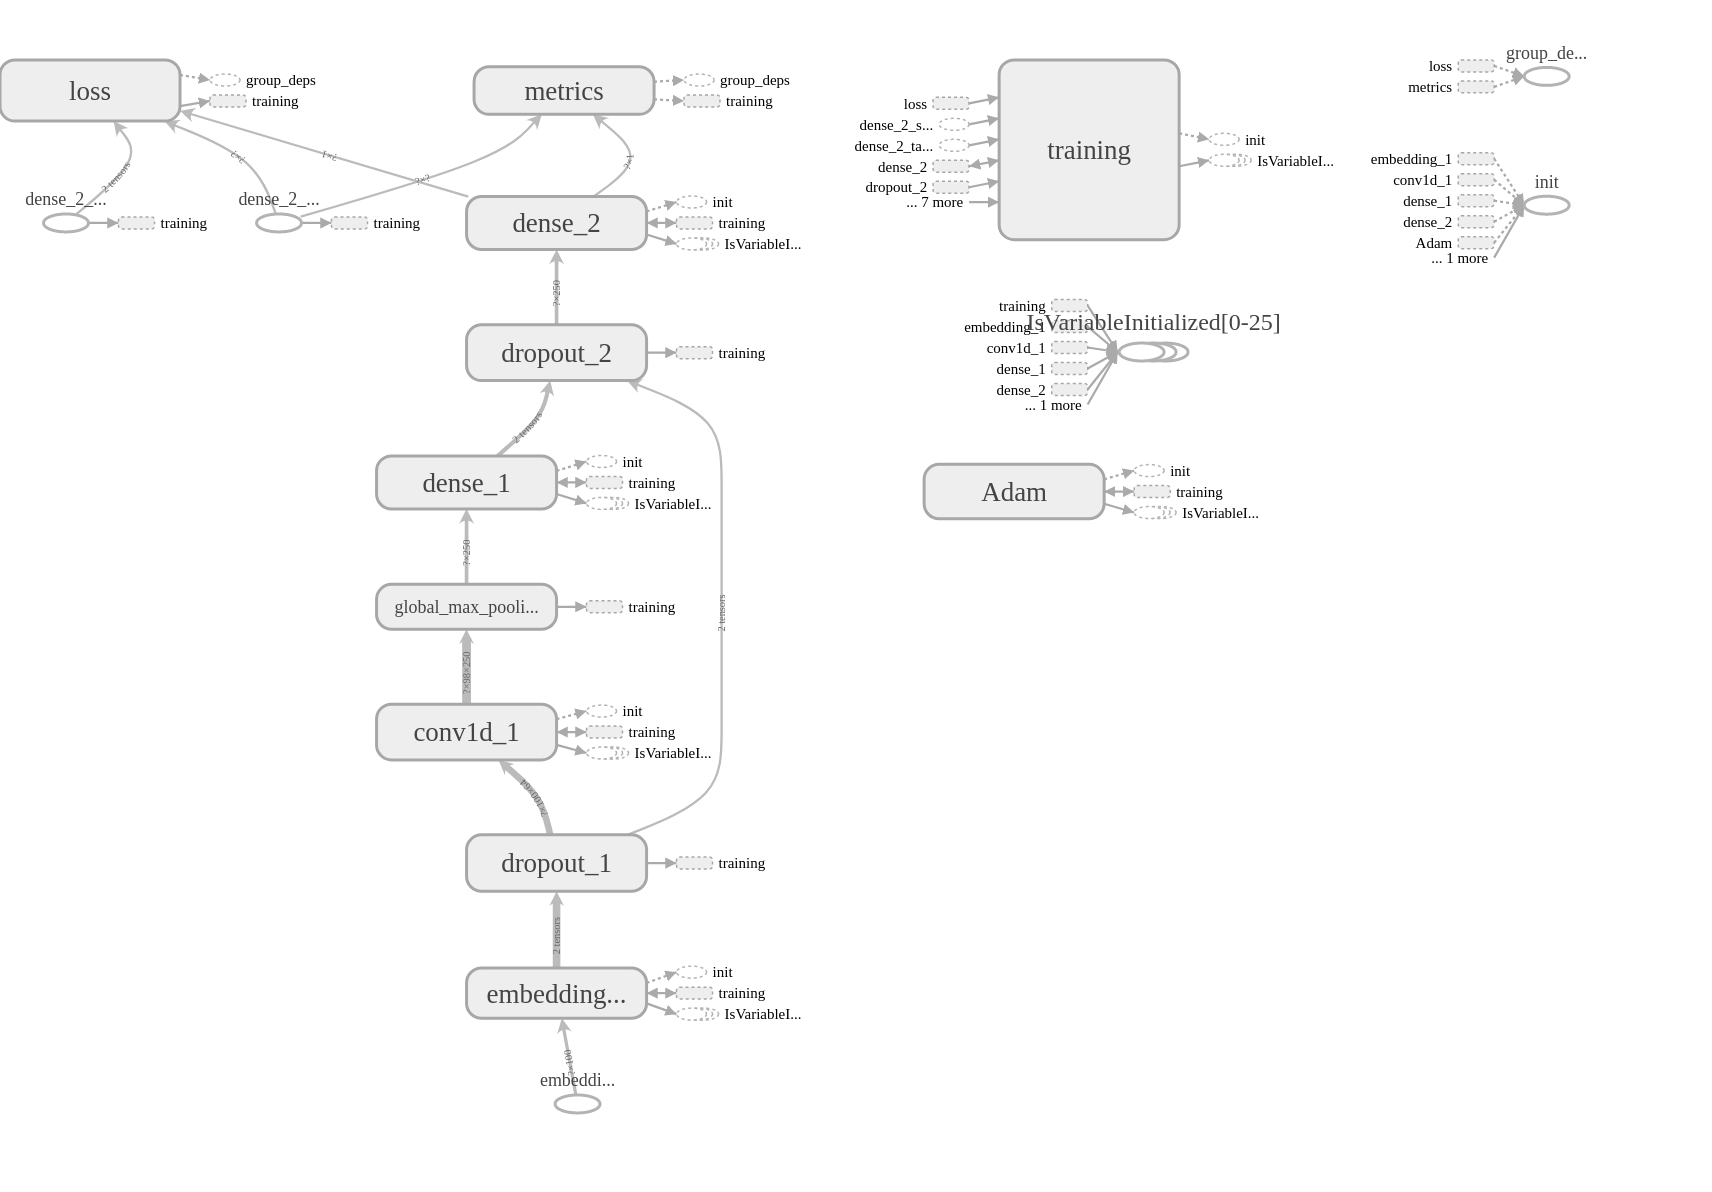 loss
group_deps
training
metrics
group_deps
training
?×?
?×1
2 tensors
?×?
?×1
dense_2_...
training
dense_2_...
training
dense_2
init
training
IsVariableI...
?×250
dropout_2
training
2 tensors
dense_1
init
training
IsVariableI...
?×250
global_max_pooli...
training
2 tensors
?×98×250
conv1d_1
init
training
IsVariableI...
?×100×64
dropout_1
training
2 tensors
embedding...
init
training
IsVariableI...
?×100
embeddi...
loss
dense_2_s...
dense_2_ta...
dense_2
dropout_2
... 7 more
training
init
IsVariableI...
training
embedding_1
conv1d_1
dense_1
dense_2
... 1 more
IsVariableInitialized[0-25]
Adam
init
training
IsVariableI...
group_de...
loss
metrics
embedding_1
conv1d_1
dense_1
dense_2
Adam
... 1 more
init